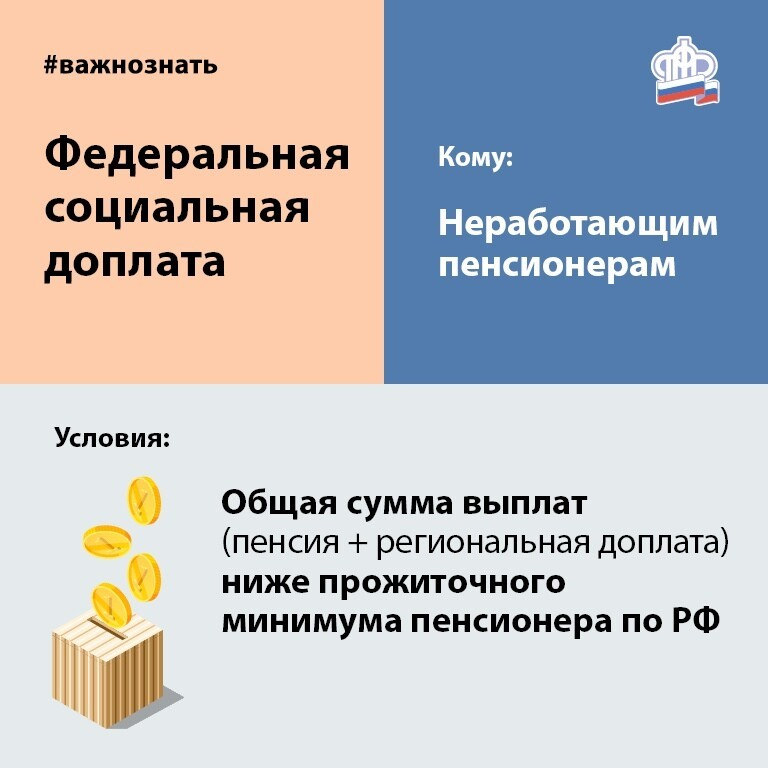 #важнознать
Федеральная
социальная
доплата
Кому:
Неработающим
пенсионерам
Условия:
Общая сумма выплат
(пенсия + региональная доплата)
ниже прожиточного
минимума пенсионера по РФ